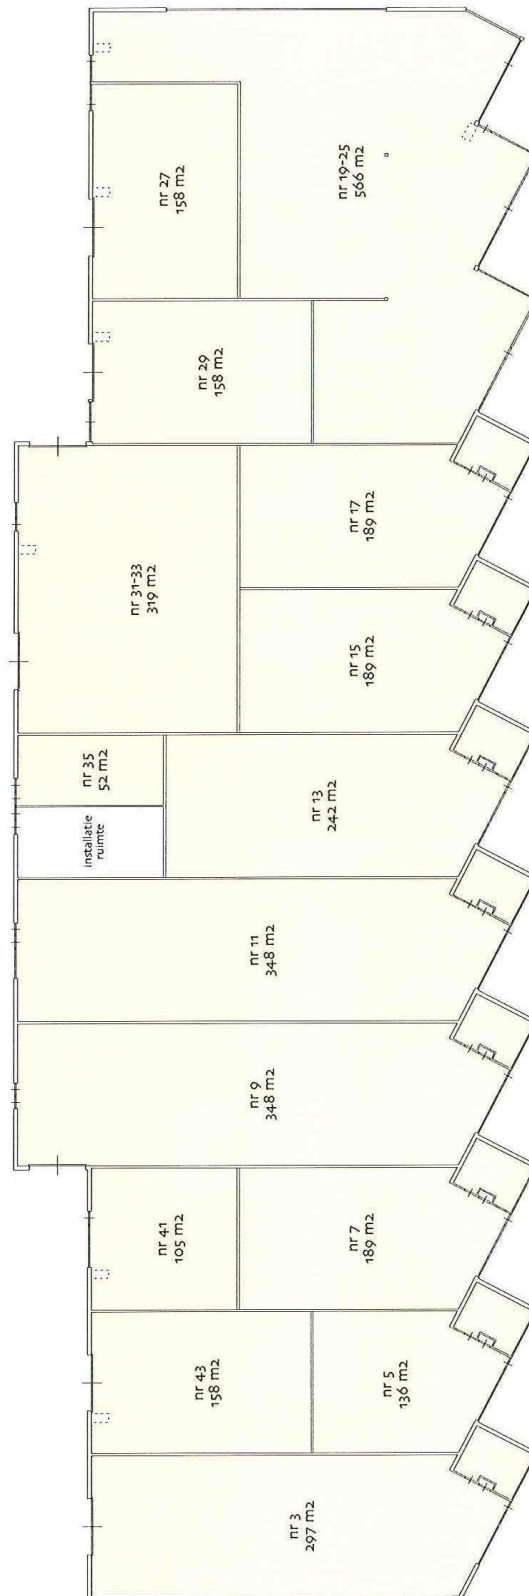 nr 27
158 m2
nr 19-25
566 m2
nr 29
158 m2
nr 31-33
319 m2
nr 17
189 m2
nr 15
189 m2
nr 35
52 m2
installatie
ruimte
nr 13
242 m2
nr 11
348 m2
nr 9
348 m2
nr 41
105 m2
nr 7
189 m2
nr 43
158 m2
nr 5
136 m2
nr 3
297 m2